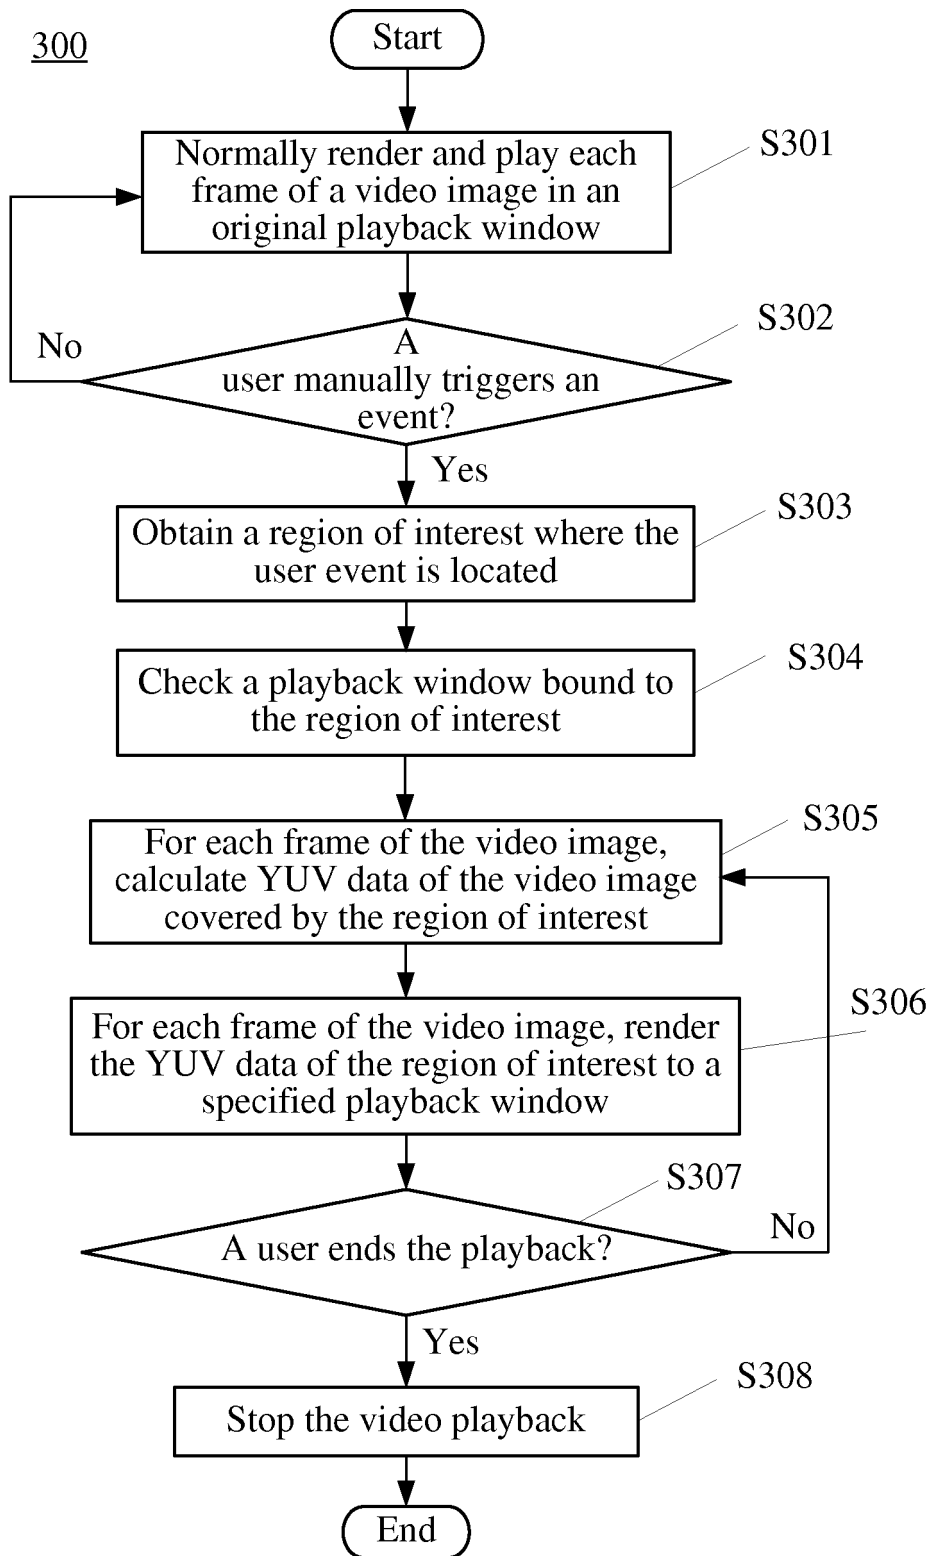 300
Start
Normally render and play each
frame of a video image in an
original playback window
S301
A
user manually triggers an
event?
S302
No
Yes
Obtain a region of interest where the
user event is located
S303
Check a playback window bound to
the region of interest
S304
For each frame of the video image,
calculate YUV data of the video image
covered by the region of interest
S305
For each frame of the video image, render
the YUV data of the region of interest to a
specified playback window
S306
A user ends the playback?
S307
No
Yes
Stop the video playback
S308
End